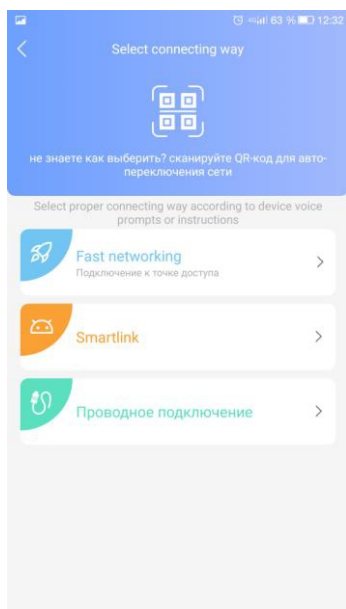 63 % 12:32
Select connecting way
не знаете как выбрать? сканируйте QR-код для авто-
переключения сети
Select proper connecting way according to device voice
prompts or instructions
Fast networking
Подключение к точке доступа
Smartlink
Проводное подключение